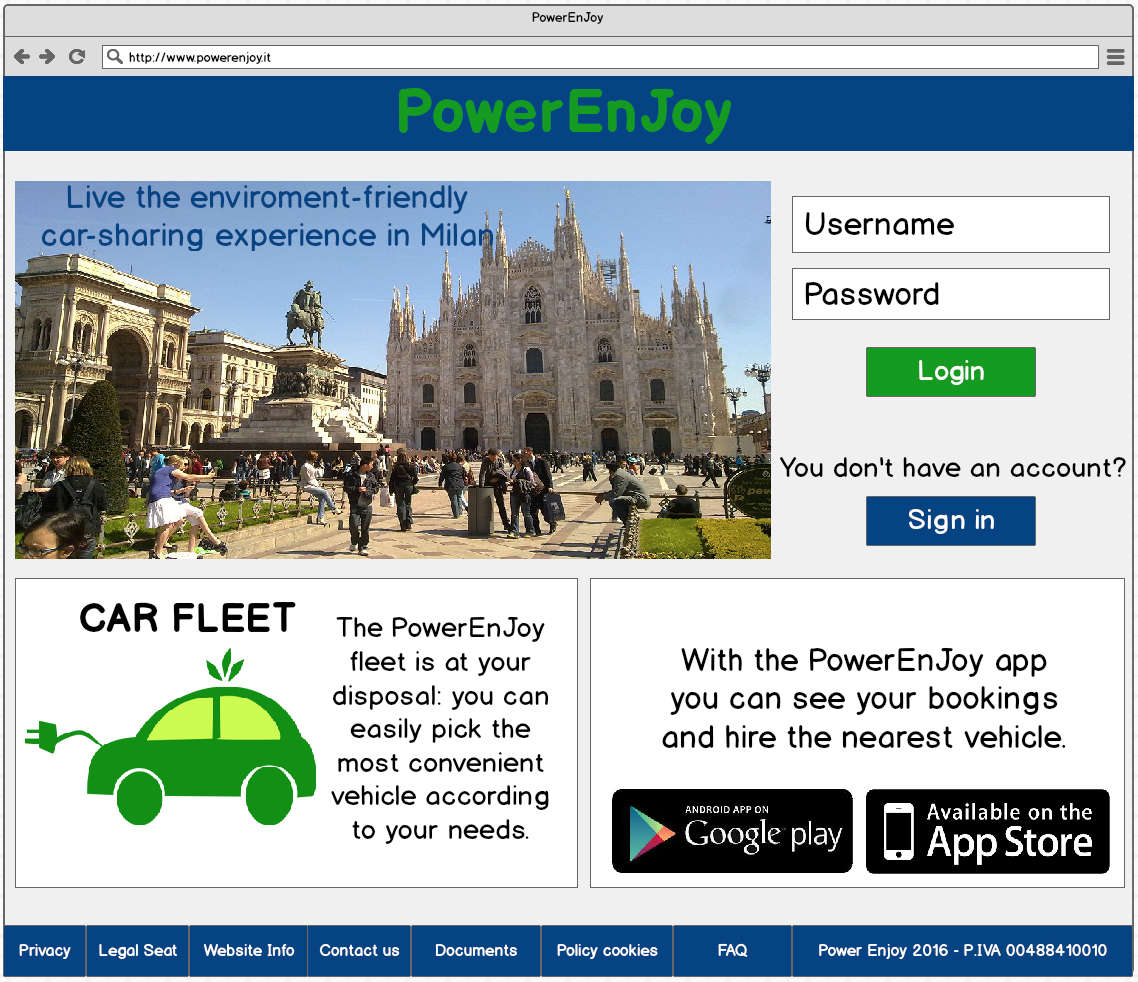 PowerEnJoy
http://www.powerenjoy.it
PowerEnJoy
Live the enviroment-friendly
car-sharing experience in Milan
Username
Password
Login
You don't have an account?
Sign in
CAR FLEET
The PowerEnJoy
fleet is at your
disposal: you can
easily pick the
most convenient
vehicle according
to your needs.
With the PowerEnJoy app
you can see your bookings
and hire the nearest vehicle.
ANDROID APP ON
Google play
Available on the
App Store
Privacy
Legal Seat
Website Info
Contact us
Documents
Policy cookies
FAQ
Power Enjoy 2016 - P.IVA 00488410010